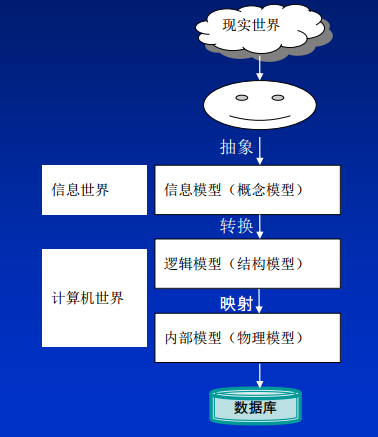 现实世界
抽象
信息世界
信息模型（概念模型）
转换
逻辑模型（结构模型）
计算机世界
映射
内部模型（物理模型）
数据库